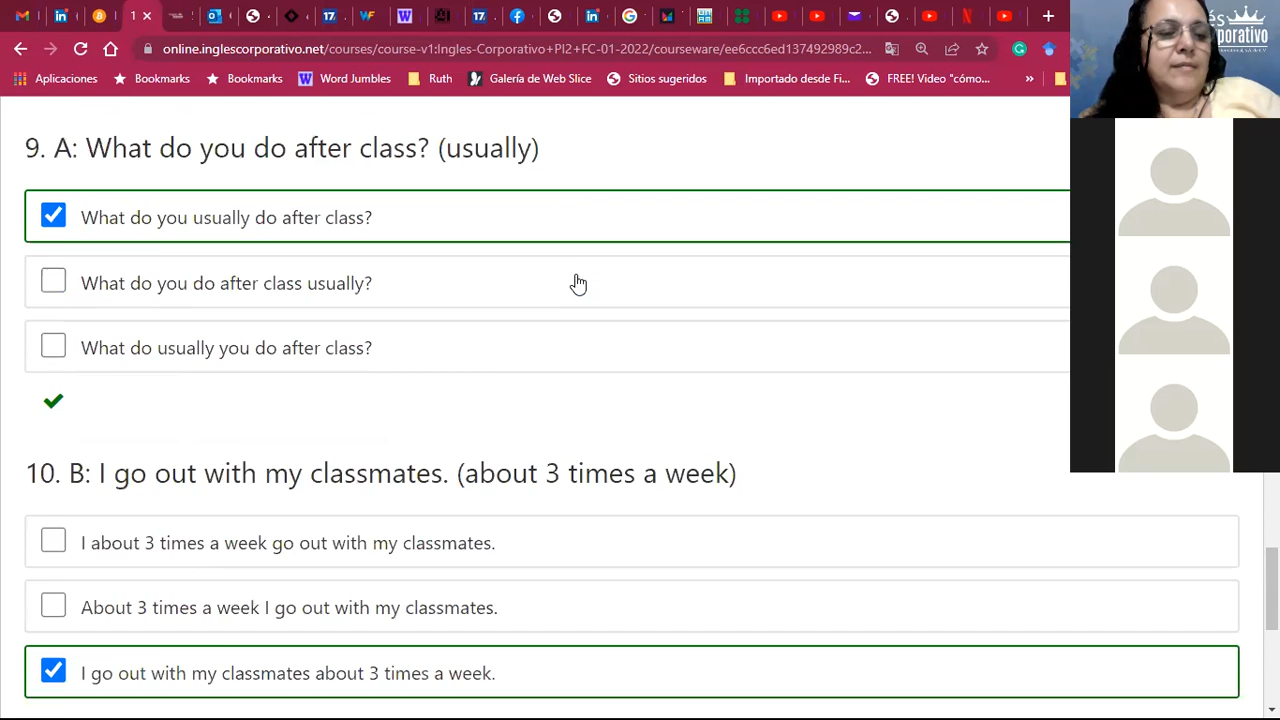 1
17
W
17
online.inglescorporativo.net/courses/course-v1:Ingles-Corporativo+PI2+FC-01-2022/courseware/ee6ccc6ed137492989c2...
Aplicaciones
Bookmarks
Bookmarks
Word Jumbles
Ruth
Galería de Web Slice
Sitios sugeridos
Importado desde Fi...
FREE! Video "cómo...
»
és
orporativo
9. A: What do you do after class? (usually)
What do you usually do after class?
What do you do after class usually?
What do usually you do after class?
10. B: I go out with my classmates. (about 3 times a week)
I about 3 times a week go out with my classmates.
About 3 times a week I go out with my classmates.
I go out with my classmates about 3 times a week.